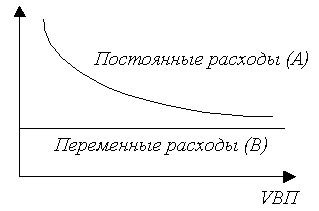 Постоянные расходы (А)
Переменные расходы (В)
VВП